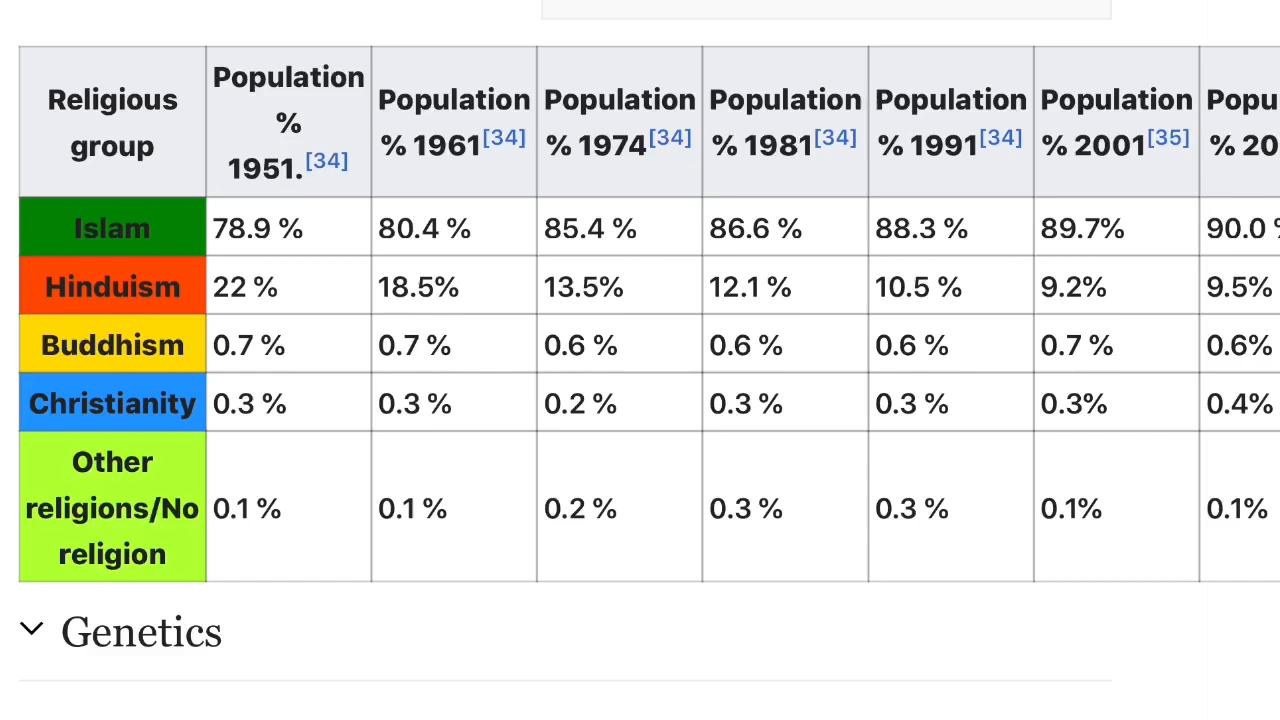 Religious group | Population % 1951.[34] | Population % 1961[34] | Population % 1974[34] | Population % 1981[34] | Population % 1991[34] | Population % 2001[35] | Popu % 20
Islam | 78.9 % | 80.4 % | 85.4 % | 86.6 % | 88.3 % | 89.7% | 90.0 %
Hinduism | 22 % | 18.5% | 13.5% | 12.1 % | 10.5 % | 9.2% | 9.5%
Buddhism | 0.7 % | 0.7 % | 0.6 % | 0.6 % | 0.6 % | 0.7 % | 0.6%
Christianity | 0.3 % | 0.3 % | 0.2 % | 0.3 % | 0.3 % | 0.3% | 0.4%
Other religions/No religion | 0.1 % | 0.1 % | 0.2 % | 0.3 % | 0.3 % | 0.1% | 0.1%
Genetics